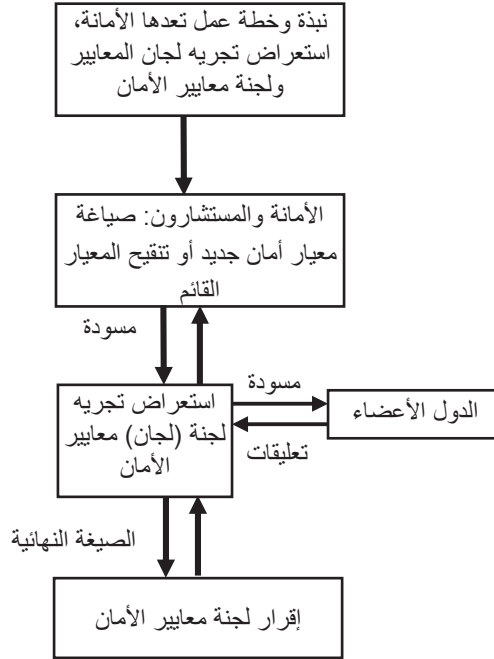 نبذة وخطة عمل تعدها الأمانة،
استعراض تجريه لجان المعايير
ولجنة معايير الأمان
الأمانة والمستشارون: صياغة
معيار أمان جديد أو تنقيح المعيار
القائم
مسودة
استعراض تجريه
لجنة (لجان) معايير
الأمان
مسودة
تعليقات
الدول الأعضاء
الصيغة النهائية
إقرار لجنة معايير الأمان